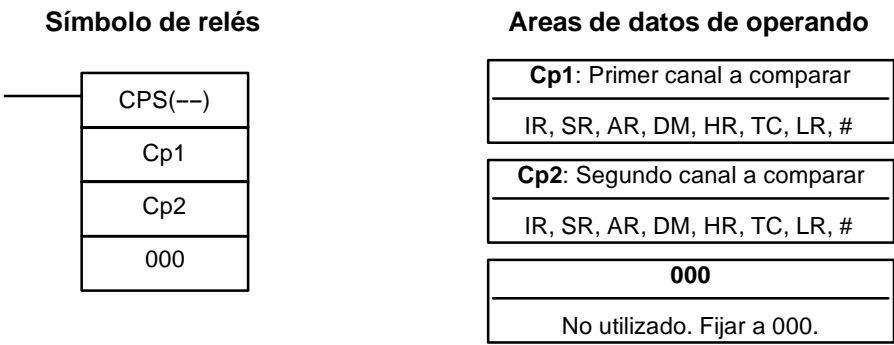 Símbolo de relés
CPS(−−)
Cp1
Cp2
000
Areas de datos de operando
Cp1: Primer canal a comparar
IR, SR, AR, DM, HR, TC, LR, #
Cp2: Segundo canal a comparar
IR, SR, AR, DM, HR, TC, LR, #
000
No utilizado. Fijar a 000.